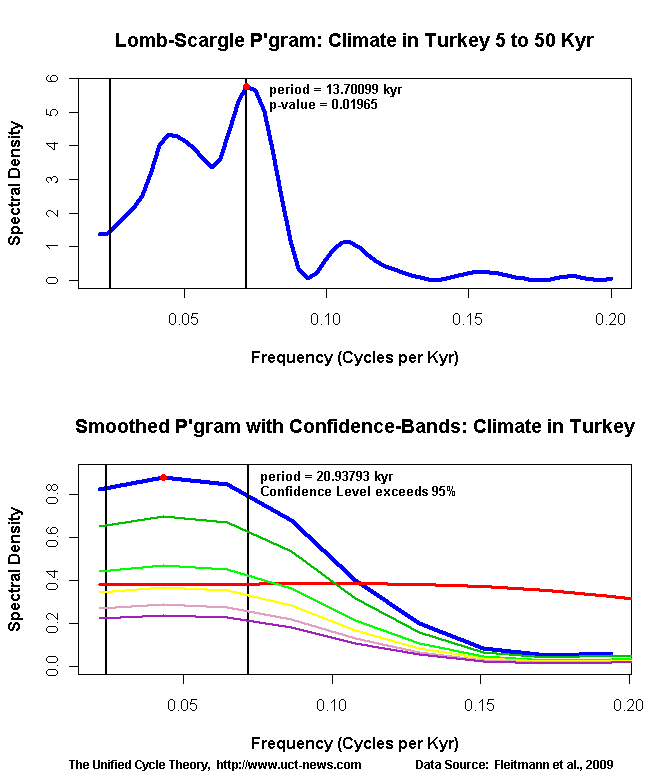 Lomb-Scargle P'gram: Climate in Turkey 5 to 50 Kyr
period = 13.70099 kyr
p-value = 0.01965
Spectral Density
6
5
4
3
2
1
0
0.05 0.10 0.15 0.20
Frequency (Cycles per Kyr)
Smoothed P'gram with Confidence-Bands: Climate in Turkey
period = 20.93793 kyr
Confidence Level exceeds 95%
Spectral Density
0.8
0.6
0.4
0.2
0.0
0.05 0.10 0.15 0.20
Frequency (Cycles per Kyr)
The Unified Cycle Theory, http://www.uct-news.com Data Source: Fleitmann et al., 2009